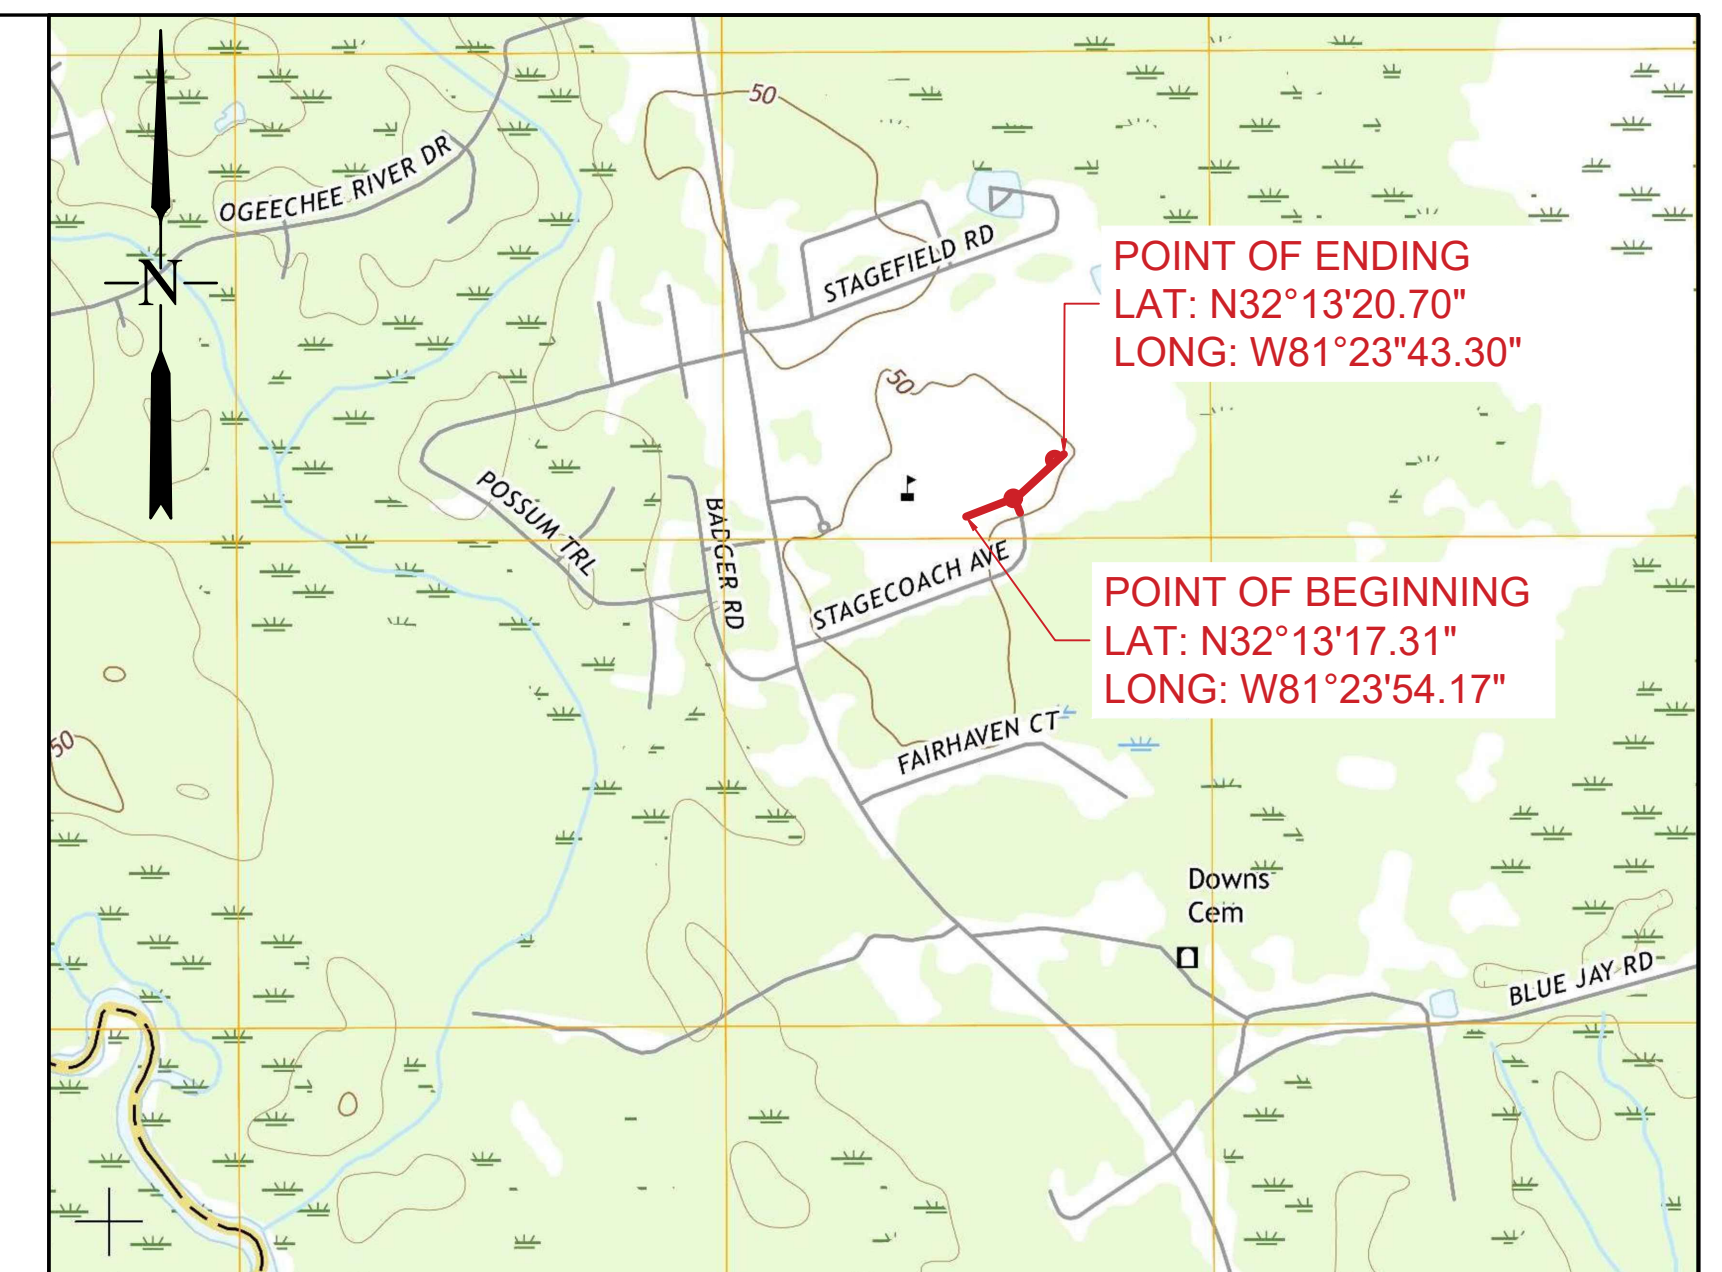 50
OGEECHEE RIVER DR
N
STAGEFIELD RD
POINT OF ENDING
LAT: N32°13'20.70"
LONG: W81°23"43.30"
50
POSSUM TRL
BADGER RD
STAGECOACH AVE
POINT OF BEGINNING
LAT: N32°13'17.31"
LONG: W81°23'54.17"
50
FAIRHAVEN CT
Downs
Cem
BLUE JAY RD